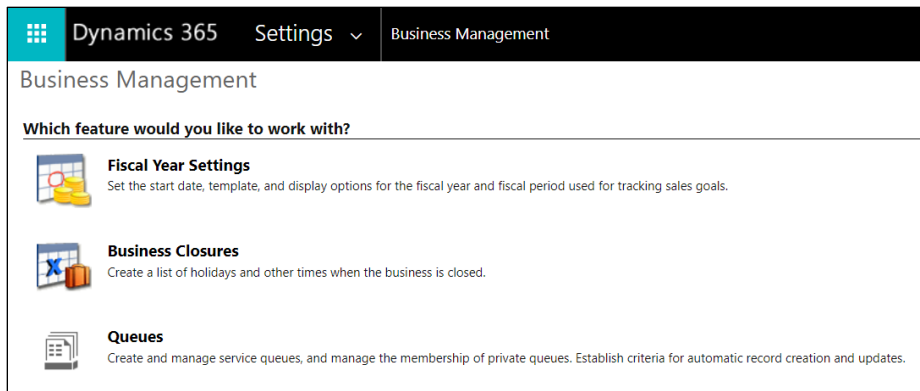 Dynamics 365 Settings Business Management
Business Management
Which feature would you like to work with?
Fiscal Year Settings
Set the start date, template, and display options for the fiscal year and fiscal period used for tracking sales goals.
Business Closures
Create a list of holidays and other times when the business is closed.
Queues
Create and manage service queues, and manage the membership of private queues. Establish criteria for automatic record creation and updates.